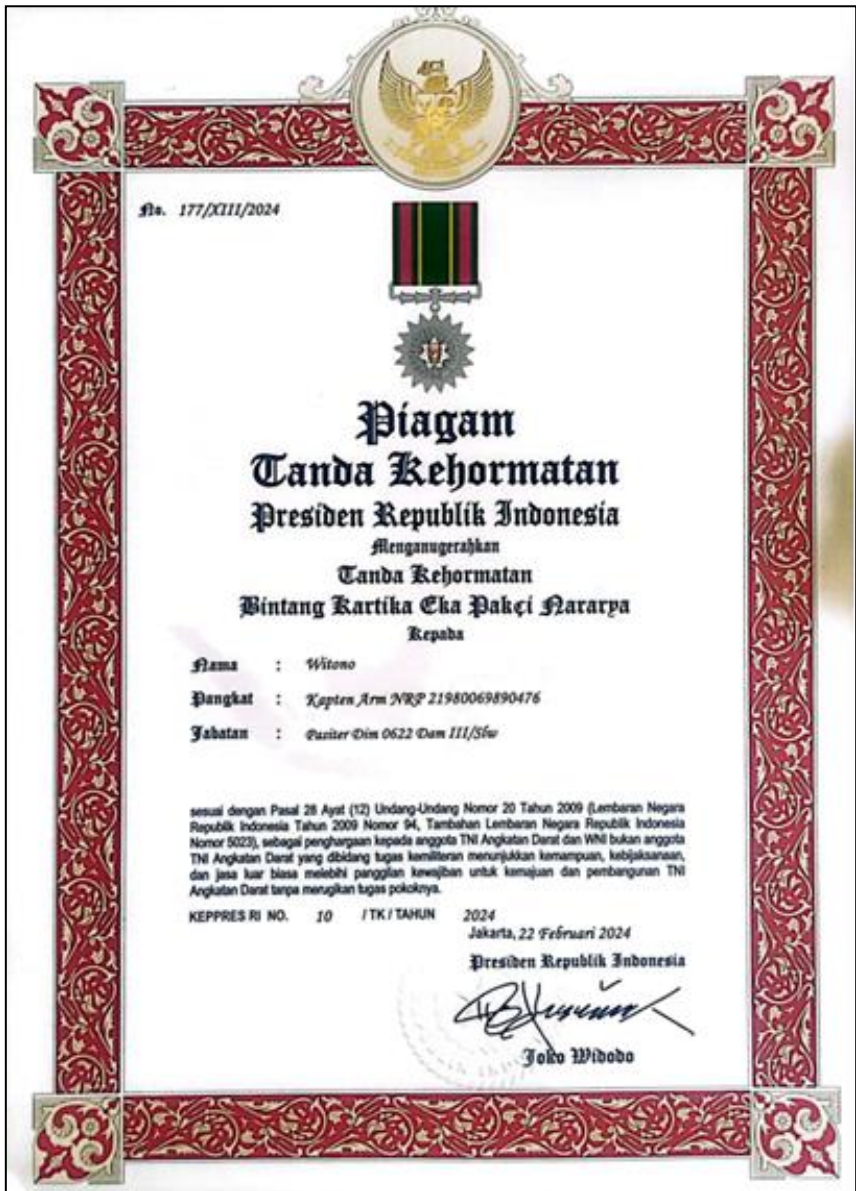 No. 177/XIII/2024
Piagam
Tanda Kehormatan
Presiden Republik Indonesia
Menganugerahkan
Tanda Kehormatan
Bintang Kartika Eka Pakçi Nararya
Kepada
Nama : Witono
Pangkat : Kapten Arm NRP 21980069890476
Jabatan : Pasiter Dim 0622 Dam III/Slw
sesuai dengan Pasal 28 Ayat (12) Undang-Undang Nomor 20 Tahun 2009 (Lembaran Negara
Republik Indonesia Tahun 2009 Nomor 94, Tambahan Lembaran Negara Republik Indonesia
Nomor 5023), sebagai penghargaan kepada anggota TNI Angkatan Darat dan WNI bukan anggota
TNI Angkatan Darat yang dibidang tugas kemiliteran menunjukkan kemampuan, kebijaksanaan,
dan jasa luar biasa melebihi panggilan kewajiban untuk kemajuan dan pembangunan TNI
Angkatan Darat tanpa merugikan tugas pokoknya.
KEPPRES RI NO. 10 / TK / TAHUN 2024
Jakarta, 22 Februari 2024
Presiden Republik Indonesia
Joko Widodo